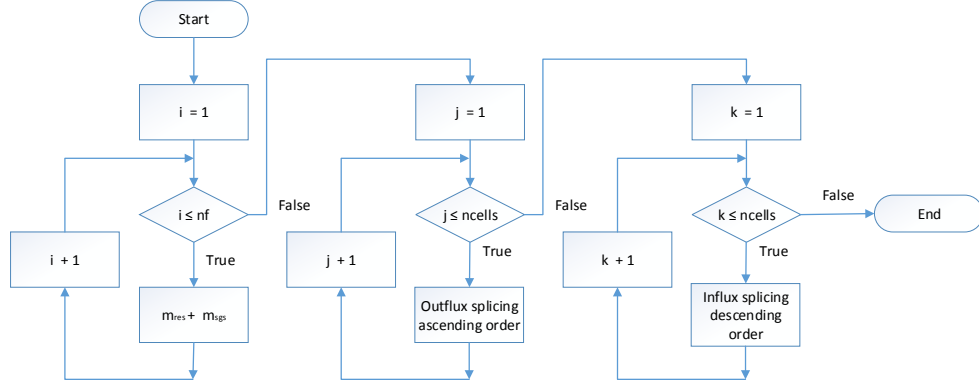 Start
i = 1
i ≤ nf
False
True
i + 1
mres + msgs
j = 1
j ≤ ncells
False
True
j + 1
Outflux splicing
ascending order
k = 1
k ≤ ncells
False
True
k + 1
Influx splicing
descending
order
End